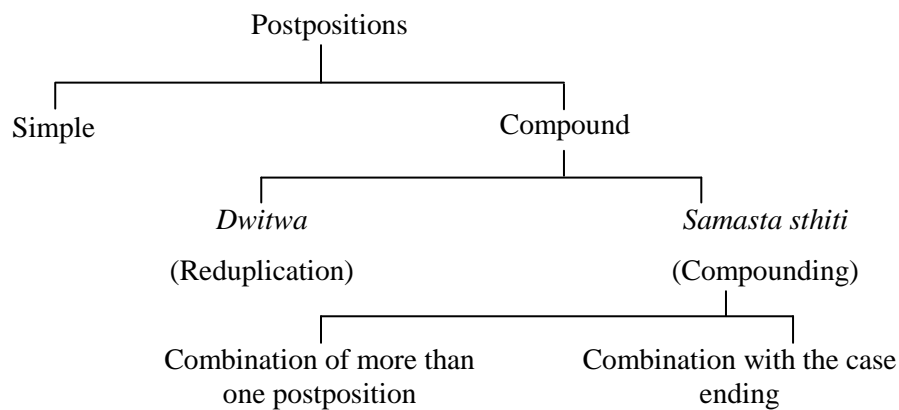 Postpositions
Simple
Compound
Dwitwa
Samasta sthiti
(Reduplication)
(Compounding)
Combination of more than
one postposition
Combination with the case
ending